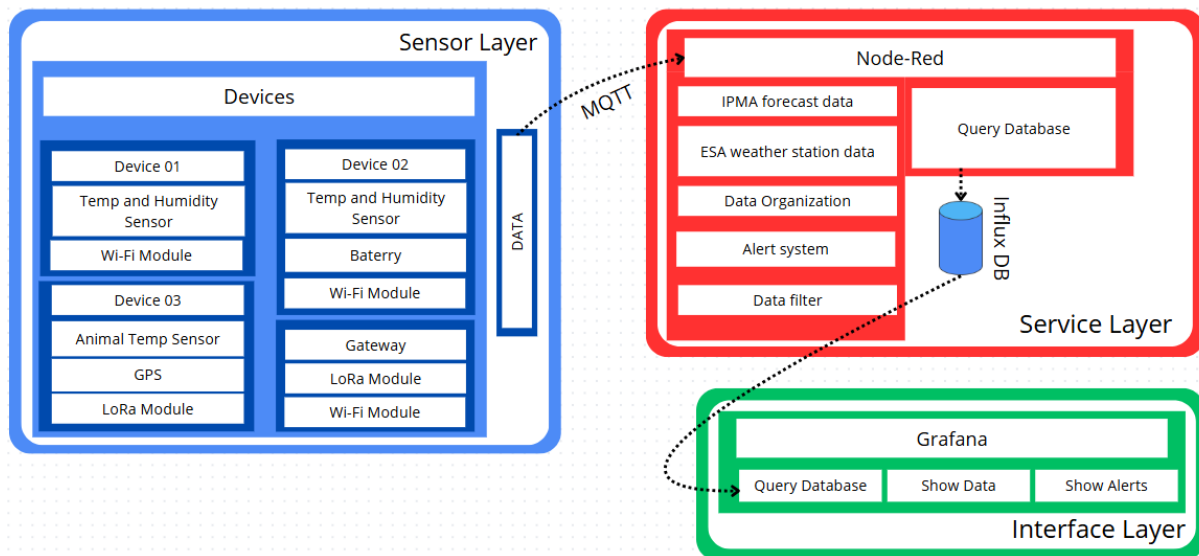 Sensor Layer
Devices
Device 01
Temp and Humidity
Sensor
Wi-Fi Module
Device 02
Temp and Humidity
Sensor
Baterry
Wi-Fi Module
Device 03
Animal Temp Sensor
GPS
LoRa Module
Gateway
LoRa Module
Wi-Fi Module
DATA
MQTT
Node-Red
IPMA forecast data
ESA weather station data
Data Organization
Alert system
Data filter
Query Database
Influx DB
Service Layer
Grafana
Query Database
Show Data
Show Alerts
Interface Layer